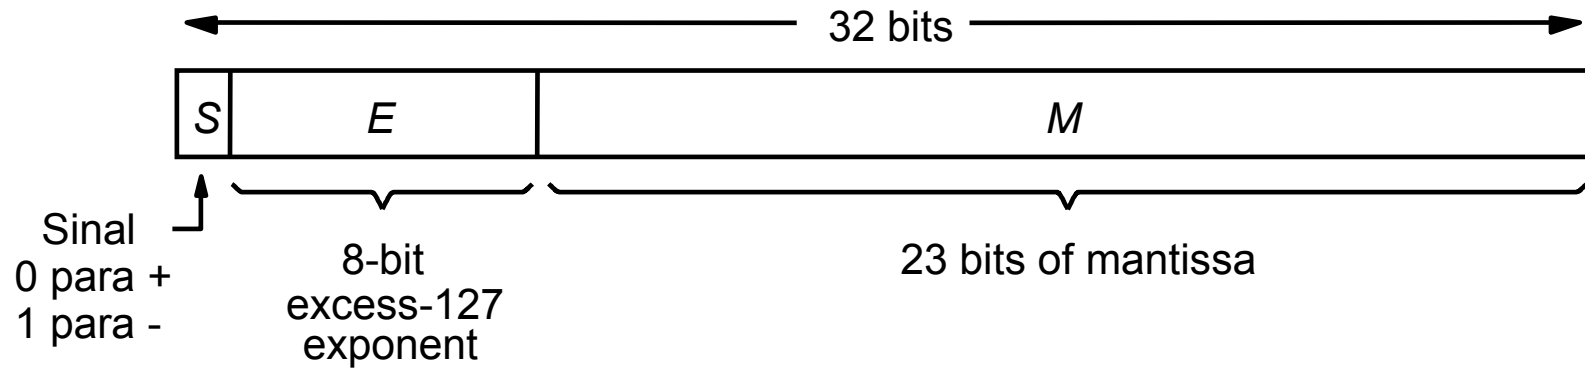 32 bits
S
E
M
Sinal
0 para +
1 para -
8-bit
excess-127
exponent
23 bits of mantissa